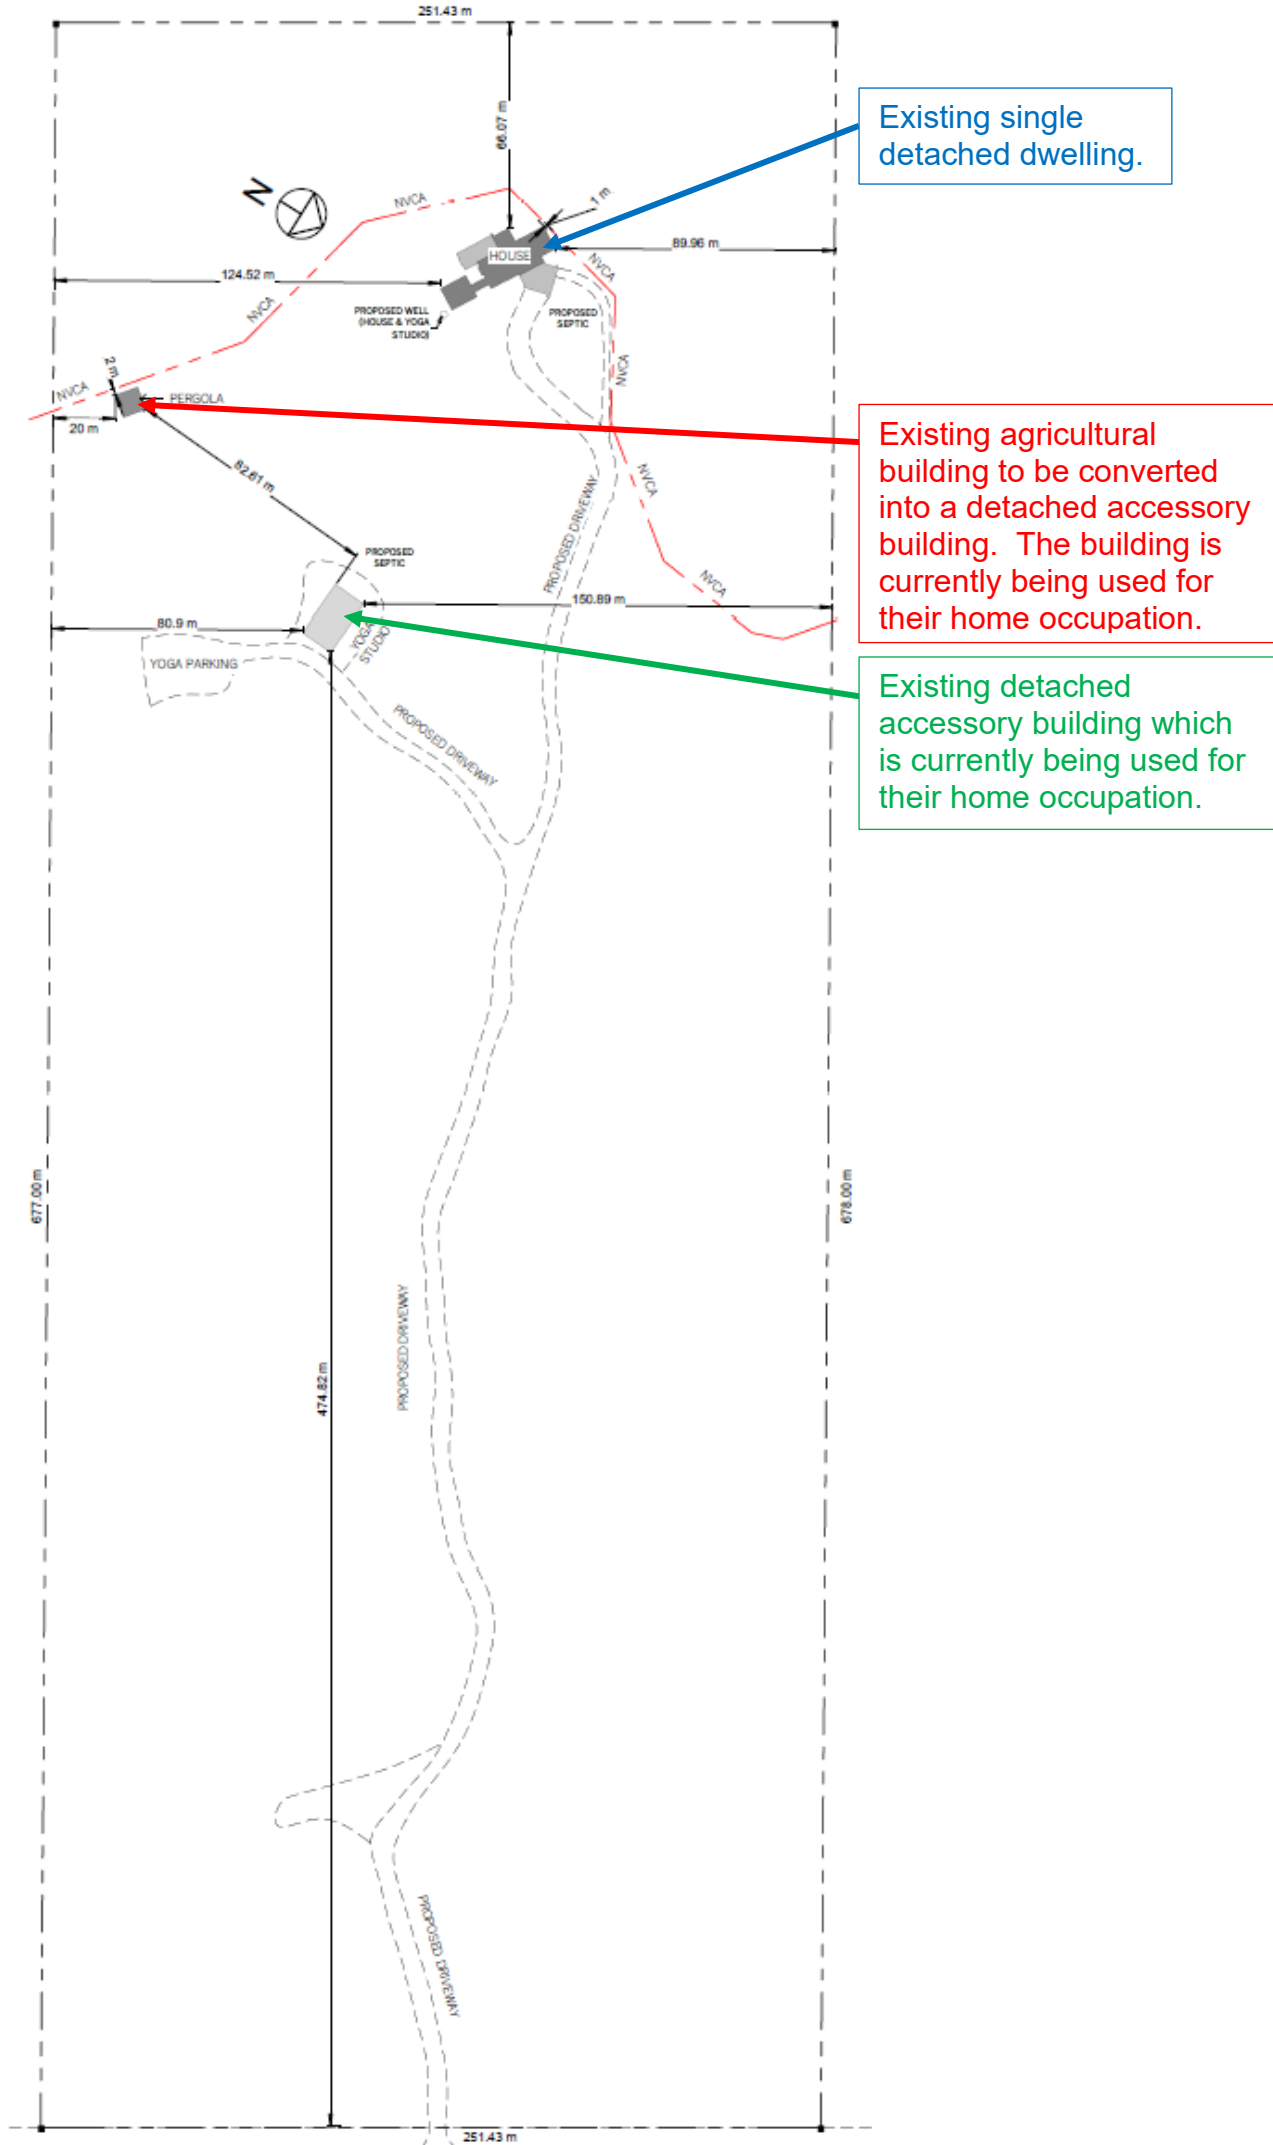 251.43 m
66.07 m
Existing single
detached dwelling.
N
NVCA
1 m
HOUSE
89.96 m
NVCA
124.52 m
NVCA
PROPOSED WELL
(HOUSE & YOGA
STUDIO)
PROPOSED
SEPTIC
NVCA
2 m
NVCA
PERGOLA
20 m
Existing agricultural
building to be converted
into a detached accessory
building. The building is
currently being used for
their home occupation.
82.61 m
NVCA
PROPOSED DRIVEWAY
PROPOSED
SEPTIC
NVCA
150.89 m
80.9 m
YOGA
STUDIO
YOGA PARKING
Existing detached
accessory building which
is currently being used for
their home occupation.
PROPOSED DRIVEWAY
677.00 m
678.00 m
PROPOSED DRIVEWAY
474.82 m
PROPOSED DRIVEWAY
251.43 m